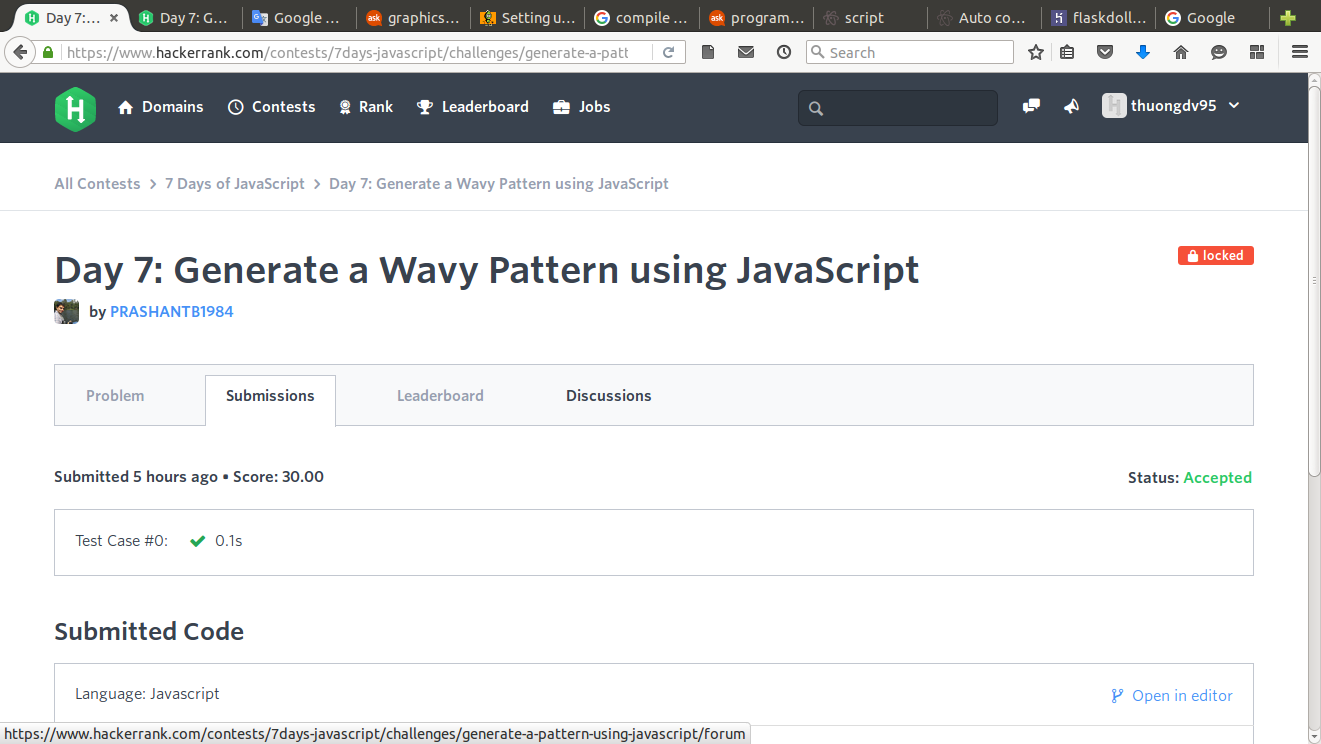 Day 7:... Day 7: G... Google ... graphics... Setting u... compile ... program... script Auto co... flaskdoll... Google
https://www.hackerrank.com/contests/7days-javascript/challenges/generate-a-patt Search
Domains Contests Rank Leaderboard Jobs thuongdv95
All Contests > 7 Days of JavaScript > Day 7: Generate a Wavy Pattern using JavaScript
Day 7: Generate a Wavy Pattern using JavaScript
locked
by PRASHANTB1984
Problem Submissions Leaderboard Discussions
Submitted 5 hours ago • Score: 30.00 Status: Accepted
Test Case #0: 0.1s
Submitted Code
Language: Javascript Open in editor
https://www.hackerrank.com/contests/7days-javascript/challenges/generate-a-pattern-using-javascript/forum